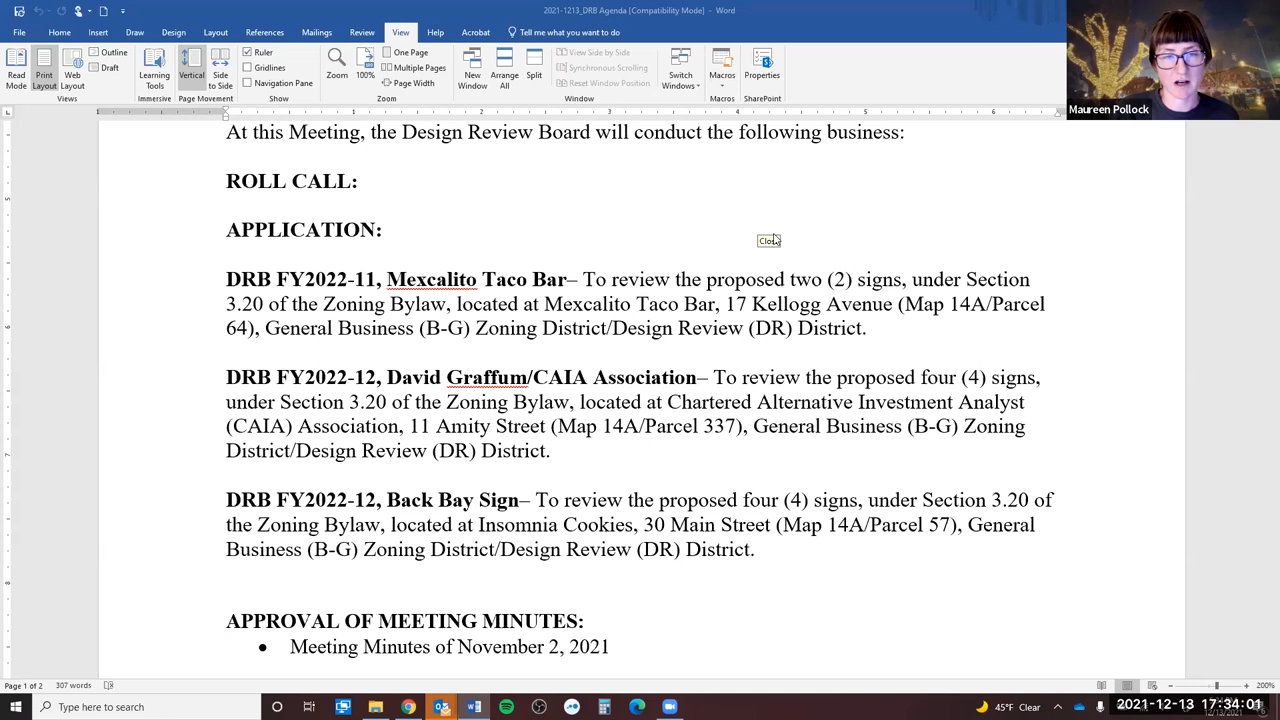 2021-1213_DRB Agenda [Compatibility Mode] - Word
File Home Insert Draw Design Layout References Mailings Review View Help Acrobat Tell me what you want to do
Read Mode
Print Layout
Web Layout
Outline
Draft
Views
Learning Tools
Immersive
Vertical
Side to Side
Page Movement
Ruler
Gridlines
Navigation Pane
Show
Zoom
100%
One Page
Multiple Pages
Page Width
Zoom
New Window
Arrange All
Split
View Side by Side
Synchronous Scrolling
Reset Window Position
Window
Switch Windows
Macros
Macros
Properties
SharePoint
Maureen Pollock
At this Meeting, the Design Review Board will conduct the following business:
ROLL CALL:
APPLICATION:
DRB FY2022-11, Mexcalito Taco Bar– To review the proposed two (2) signs, under Section
3.20 of the Zoning Bylaw, located at Mexcalito Taco Bar, 17 Kellogg Avenue (Map 14A/Parcel
64), General Business (B-G) Zoning District/Design Review (DR) District.
DRB FY2022-12, David Graffum/CAIA Association– To review the proposed four (4) signs,
under Section 3.20 of the Zoning Bylaw, located at Chartered Alternative Investment Analyst
(CAIA) Association, 11 Amity Street (Map 14A/Parcel 337), General Business (B-G) Zoning
District/Design Review (DR) District.
DRB FY2022-12, Back Bay Sign– To review the proposed four (4) signs, under Section 3.20 of
the Zoning Bylaw, located at Insomnia Cookies, 30 Main Street (Map 14A/Parcel 57), General
Business (B-G) Zoning District/Design Review (DR) District.
APPROVAL OF MEETING MINUTES:
• Meeting Minutes of November 2, 2021
Page 1 of 2 307 words
200%
Type here to search
45°F Clear
2021-12-13 17:34:01